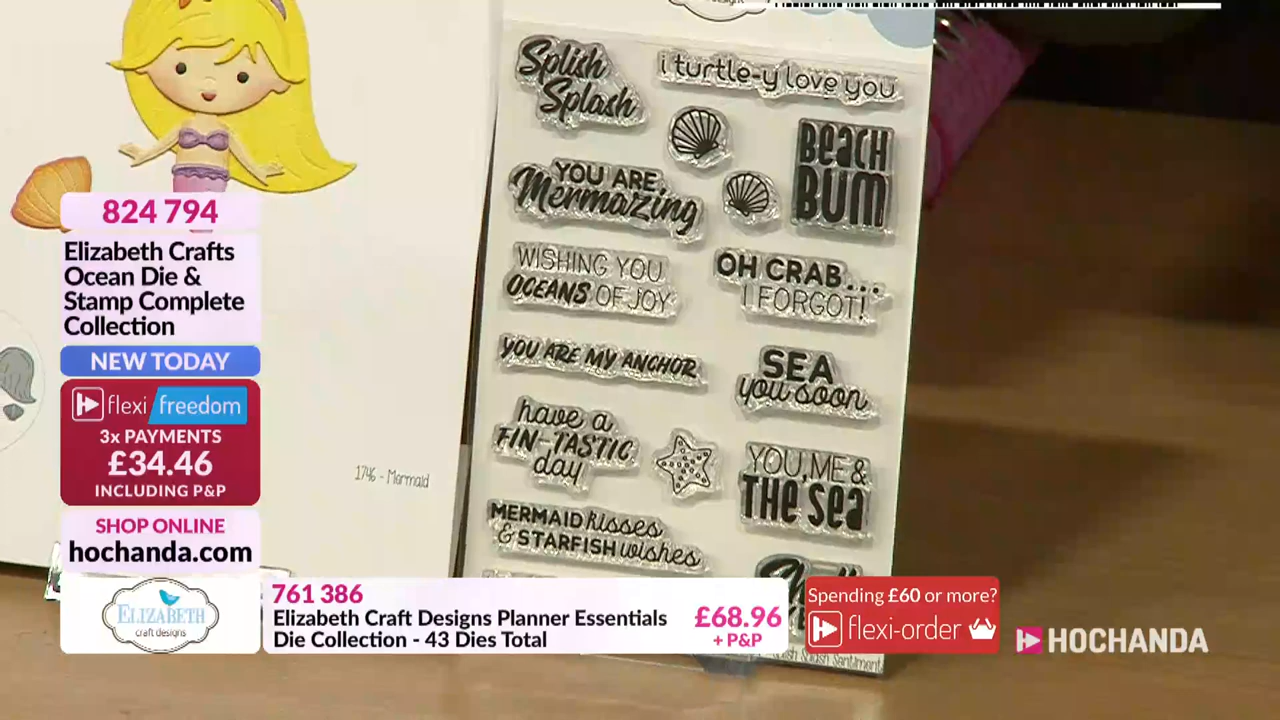 designs
Splish
Splash
i turtle-y love you
BEACH
BUM
YOU ARE
Mermazing
WISHING YOU
OCEANS OF JOY
OH CRAB...
I FORGOT!
YOU ARE MY ANCHOR
SEA
you soon
have a
FIN-TASTIC
day
YOU, ME &
THE SEA
MERMAID kisses
& STARFISH wishes
Splish Splash Sentiment
1746 - Mermaid
824 794
Elizabeth Crafts
Ocean Die &
Stamp Complete
Collection
NEW TODAY
flexi freedom
3x PAYMENTS
£34.46
INCLUDING P&P
SHOP ONLINE
hochanda.com
ELIZABETH
craft designs
761 386
Elizabeth Craft Designs Planner Essentials
Die Collection - 43 Dies Total
£68.96
+ P&P
Spending £60 or more?
flexi-order
HOCHANDA